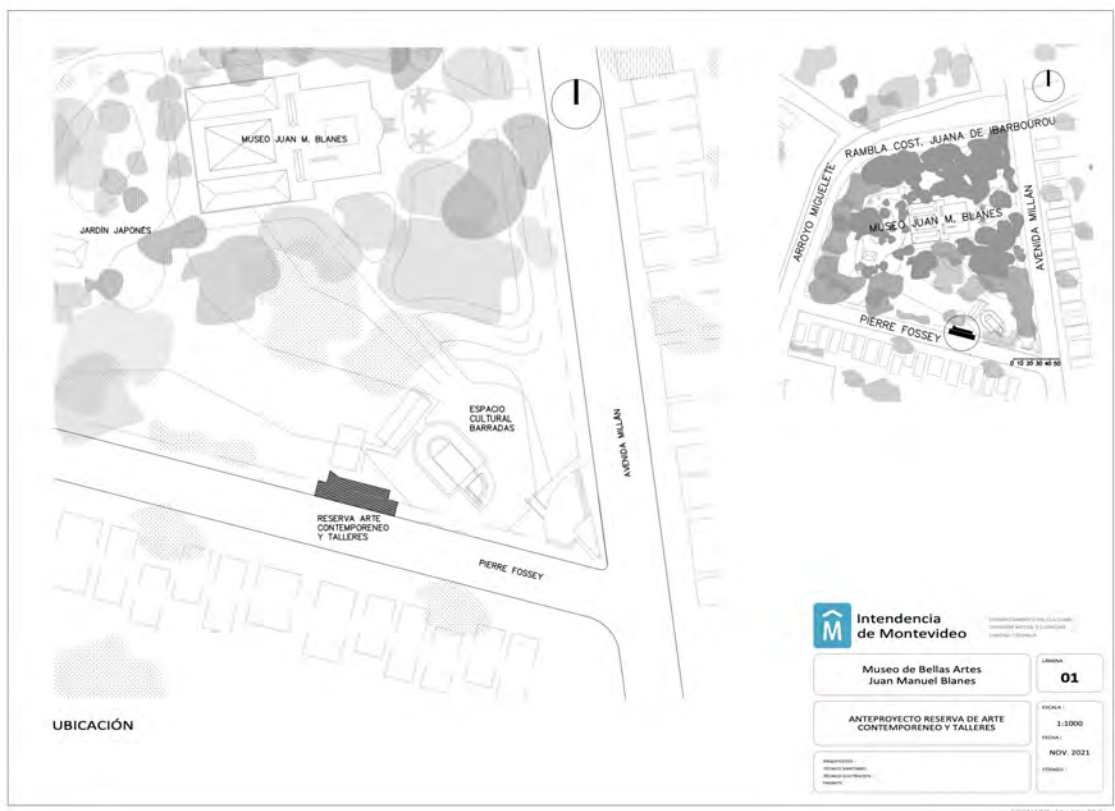 MUSEO JUAN M. BLANES
JARDÍN JAPONÉS
ESPACIO
CULTURAL
BARRADAS
AVENIDA MILLÁN
RESERVA ARTE
CONTEMPORENEO
Y TALLERES
PIERRE FOSSEY
UBICACIÓN
RAMBLA COST. JUANA DE IBARBOUROU
ARROYO MIGUELETE
MUSEO JUAN M. BLANES
AVENIDA MILLÁN
PIERRE FOSSEY
0 10 20 30 40 50
Intendencia
de Montevideo
Museo de Bellas Artes
Juan Manuel Blanes
LÁMINA
01
ANTEPROYECTO RESERVA DE ARTE
CONTEMPORENEO Y TALLERES
ESCALA :
1:1000
FECHA :
NOV. 2021
CÓDIGO :